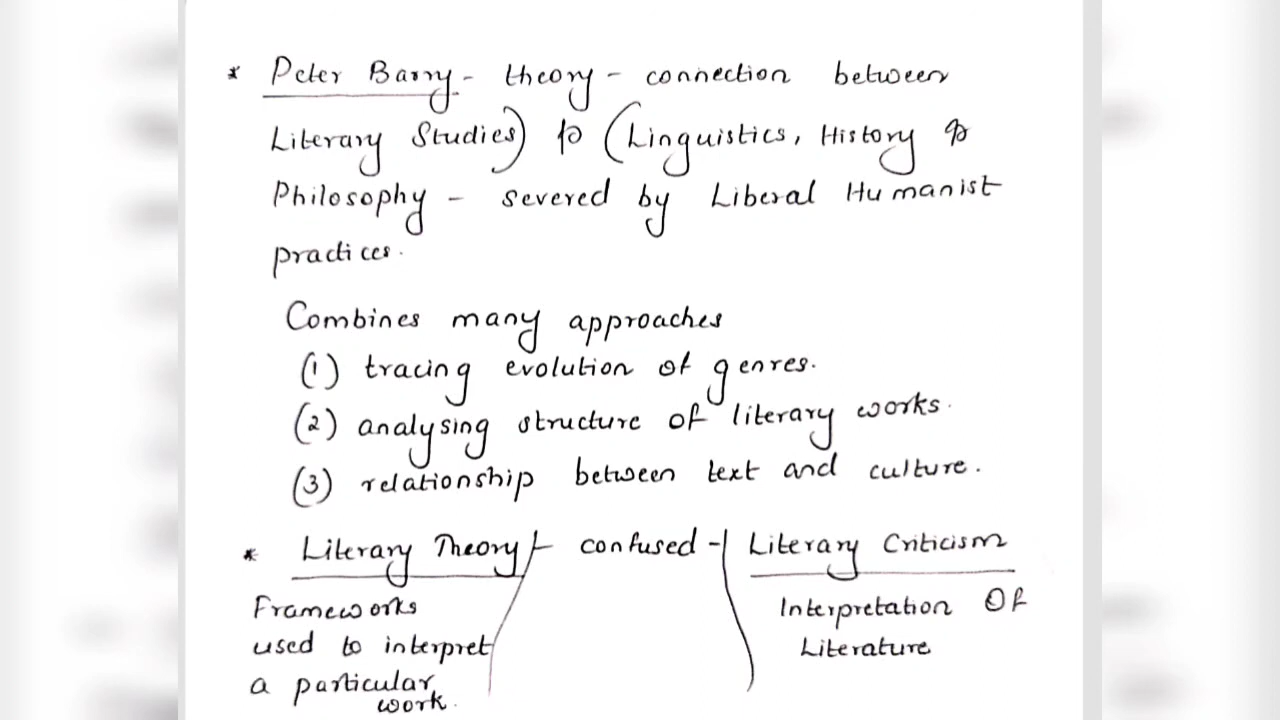 * Peter Barry - theory - connection between
Literary Studies) to (Linguistics, History &
Philosophy - severed by Liberal Humanist
practices.
Combines many approaches
(1) tracing evolution of genres.
(2) analysing structure of literary works.
(3) relationship between text and culture.
* Literary Theory - confused - Literary Criticism
Frameworks
used to interpret
a particular
work.
Interpretation Of
Literature